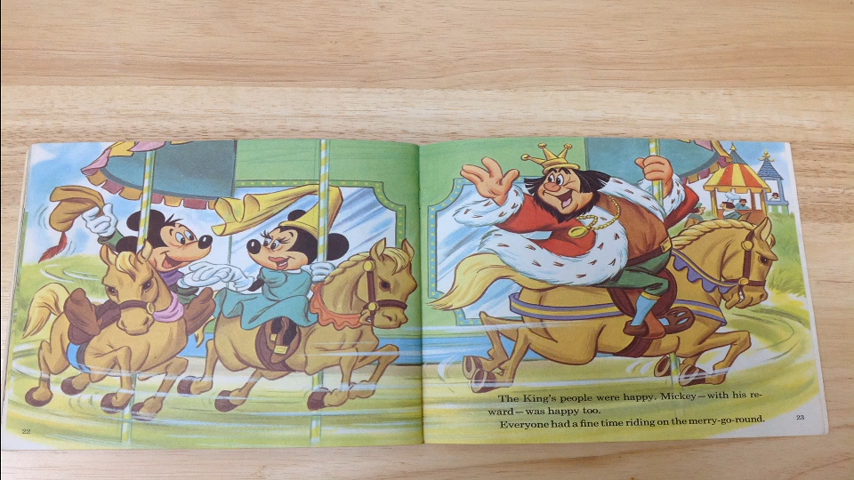 The King's people were happy. Mickey—with his re-
ward—was happy too.
Everyone had a fine time riding on the merry-go-round.
22
23